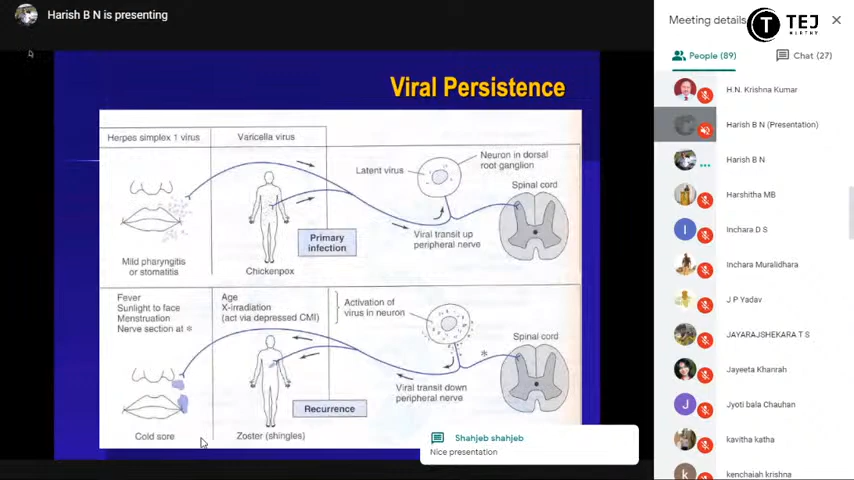 Harish B N is presenting
Viral Persistence
Herpes simplex 1 virus
Varicella virus
Latent virus
Neuron in dorsal
root ganglion
Spinal cord
Primary
infection
Viral transit up
peripheral nerve
Mild pharyngitis
or stomatitis
Chickenpox
Fever
Sunlight to face
Menstruation
Nerve section at *
Age
X-irradiation
(act via depressed CMI)
Activation of
virus in neuron
Spinal cord
*
Viral transit down
peripheral nerve
Recurrence
Cold sore
Zoster (shingles)
Shahjeb shahjeb
Nice presentation
Meeting details
T TEJ
People (89)
Chat (27)
H.N. Krishna Kumar
Harish B N (Presentation)
Harish B N
Harshitha MB
I Inchara D S
Inchara Muralidhara
J P Yadav
JAYARAJSHEKARA T S
Jayeeta Khanrah
J Jyoti bala Chauhan
kavitha katha
k kenchaiah krishna